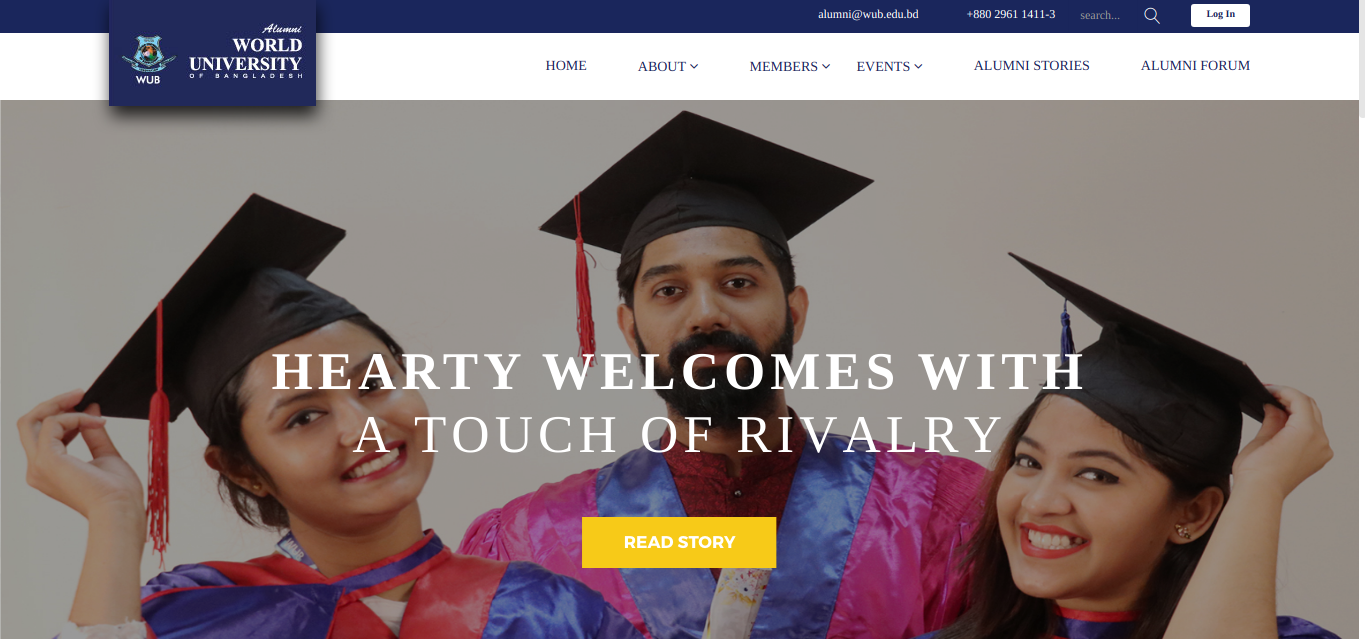 alumni@wub.edu.bd +880 2961 1411-3 search... Log In
Alumni
WORLD
UNIVERSITY
OF BANGLADESH
WUB
HOME ABOUT MEMBERS EVENTS ALUMNI STORIES ALUMNI FORUM
HEARTY WELCOMES WITH
A TOUCH OF RIVALRY
READ STORY